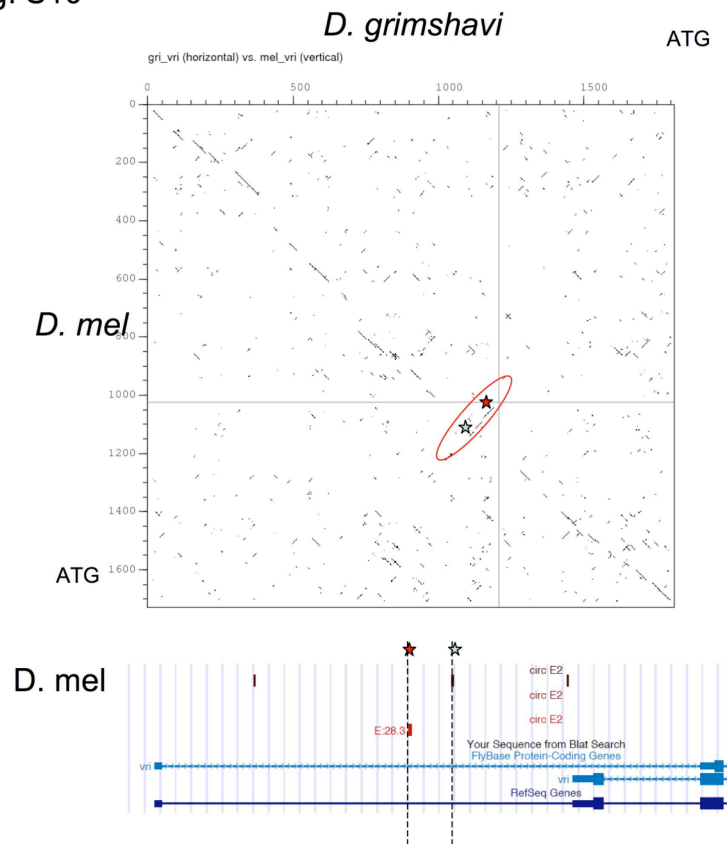 D. grimshavi
ATG
gri_vri (horizontal) vs. mel_vri (vertical)
0 500 1000 1500
0
200
400
600
D. mel
800
1000
1200
1400
1600
ATG
D. mel
circ E2
circ E2
circ E2
E:28.3
Your Sequence from Blat Search
FlyBase Protein-Coding Genes
vri
vri
RefSeq Genes